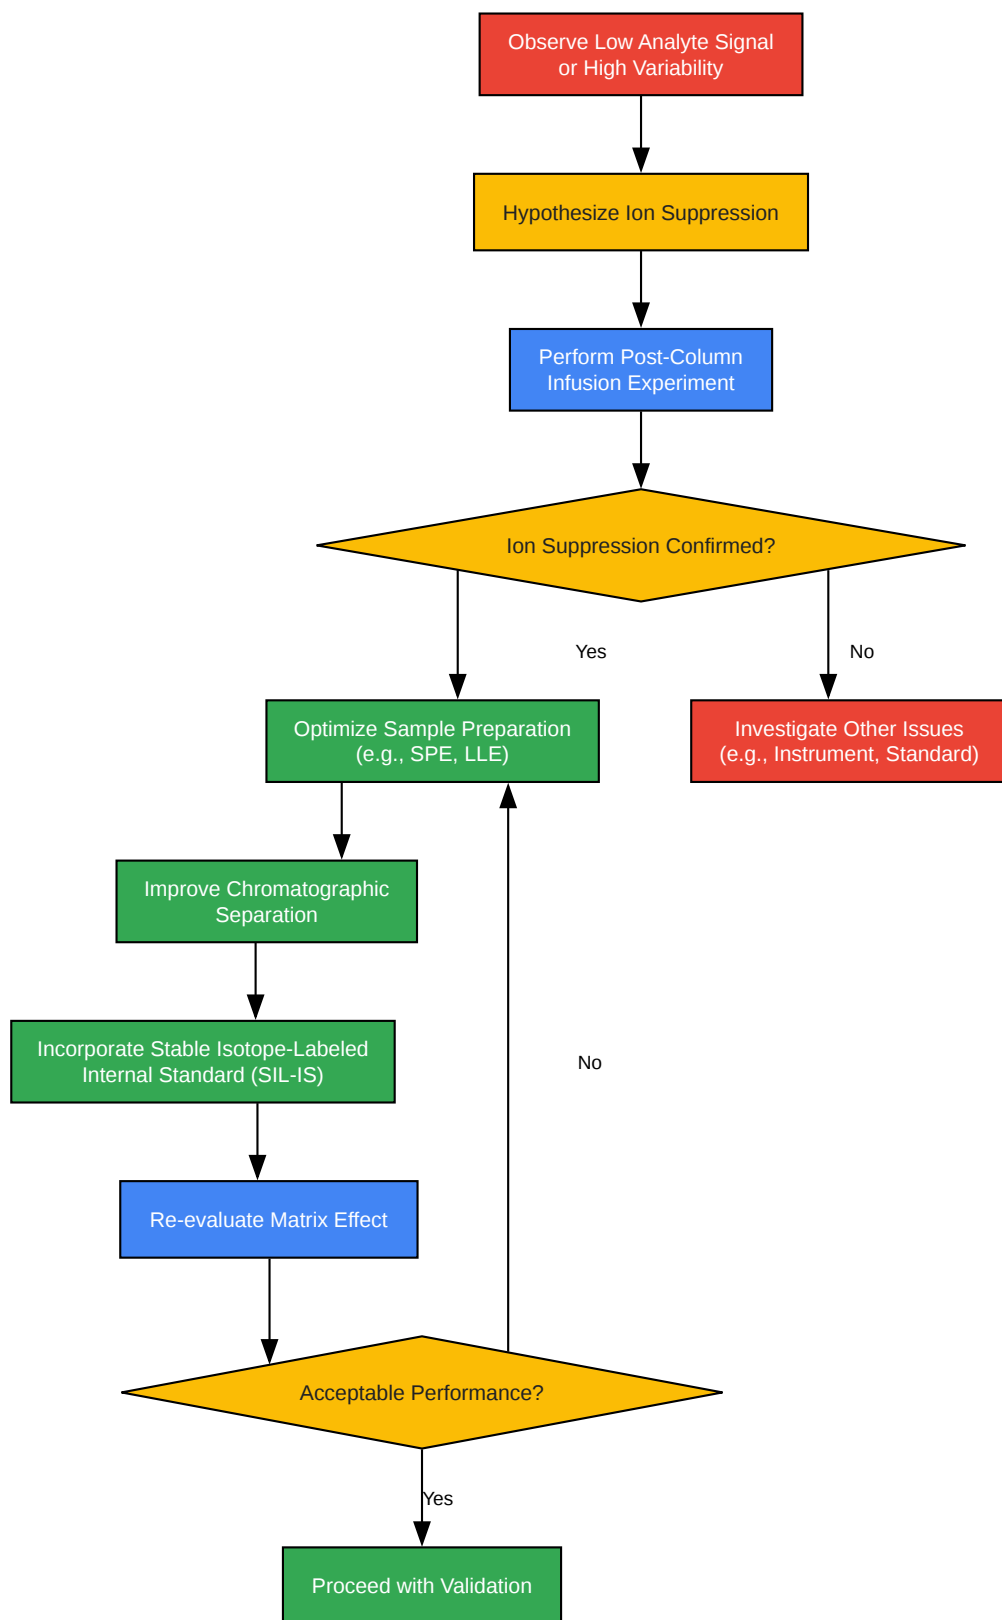 Observe Low Analyte Signal
or High Variability
Hypothesize Ion Suppression
Perform Post-Column
Infusion Experiment
Ion Suppression Confirmed?
Yes
No
Optimize Sample Preparation
(e.g., SPE, LLE)
Investigate Other Issues
(e.g., Instrument, Standard)
Improve Chromatographic
Separation
Incorporate Stable Isotope-Labeled
Internal Standard (SIL-IS)
No
Re-evaluate Matrix Effect
Acceptable Performance?
Yes
Proceed with Validation